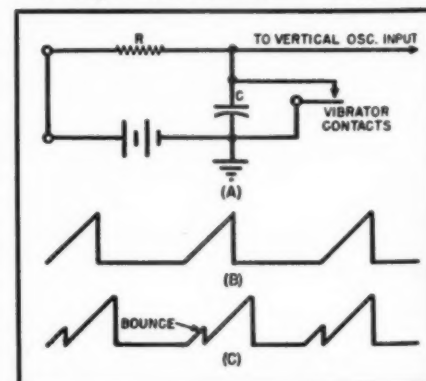 R
TO VERTICAL OSC. INPUT
C
VIBRATOR
CONTACTS
(A)
(B)
BOUNCE
(C)